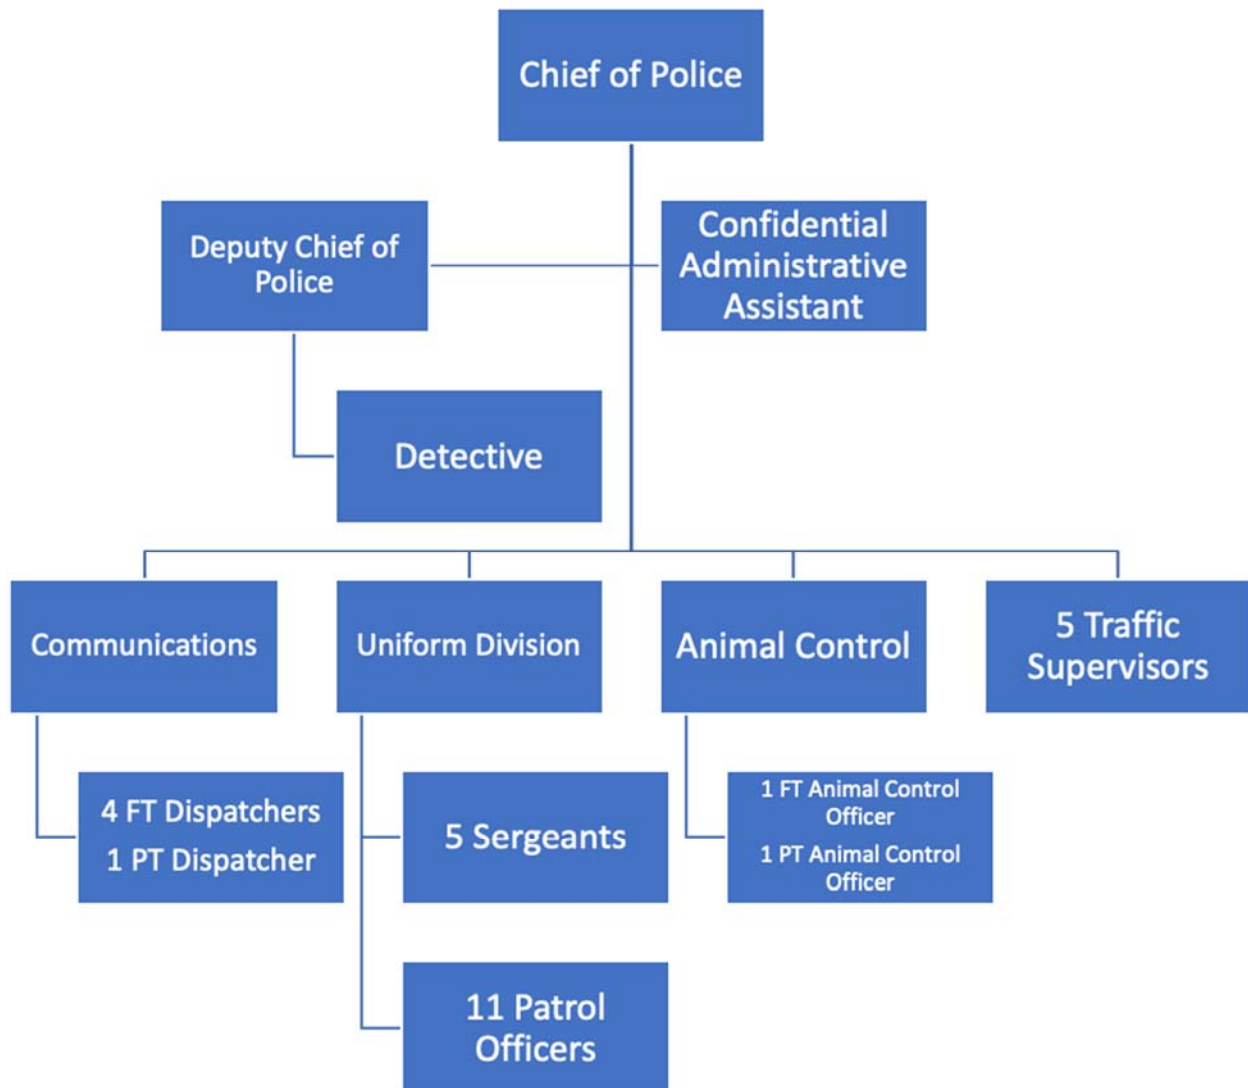 Chief of Police
Deputy Chief of
Police
Confidential
Administrative
Assistant
Detective
Communications
Uniform Division
Animal Control
5 Traffic
Supervisors
4 FT Dispatchers
1 PT Dispatcher
5 Sergeants
1 FT Animal Control
Officer
1 PT Animal Control
Officer
11 Patrol
Officers